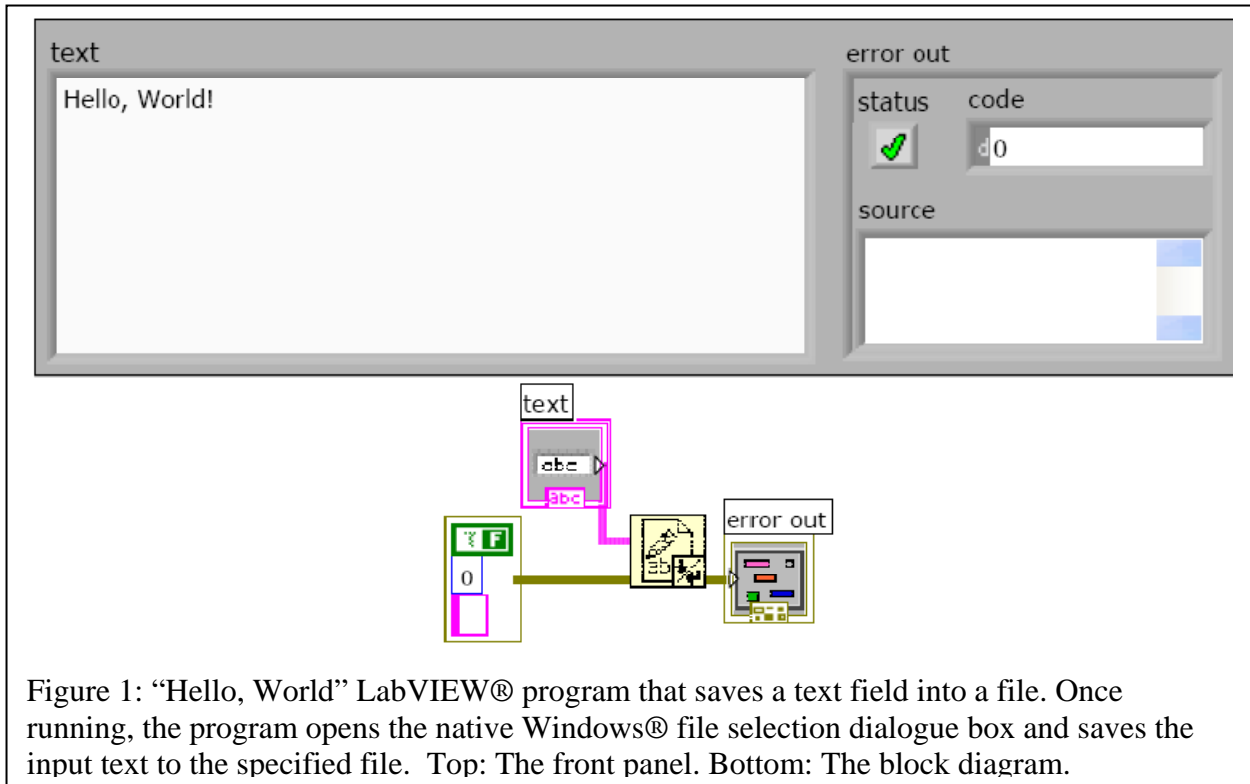 text
Hello, World!
error out
status code
d 0
source
text
abc
abc
F
0
ab
error out
Figure 1: “Hello, World” LabVIEW® program that saves a text field into a file. Once
running, the program opens the native Windows® file selection dialogue box and saves the
input text to the specified file. Top: The front panel. Bottom: The block diagram.